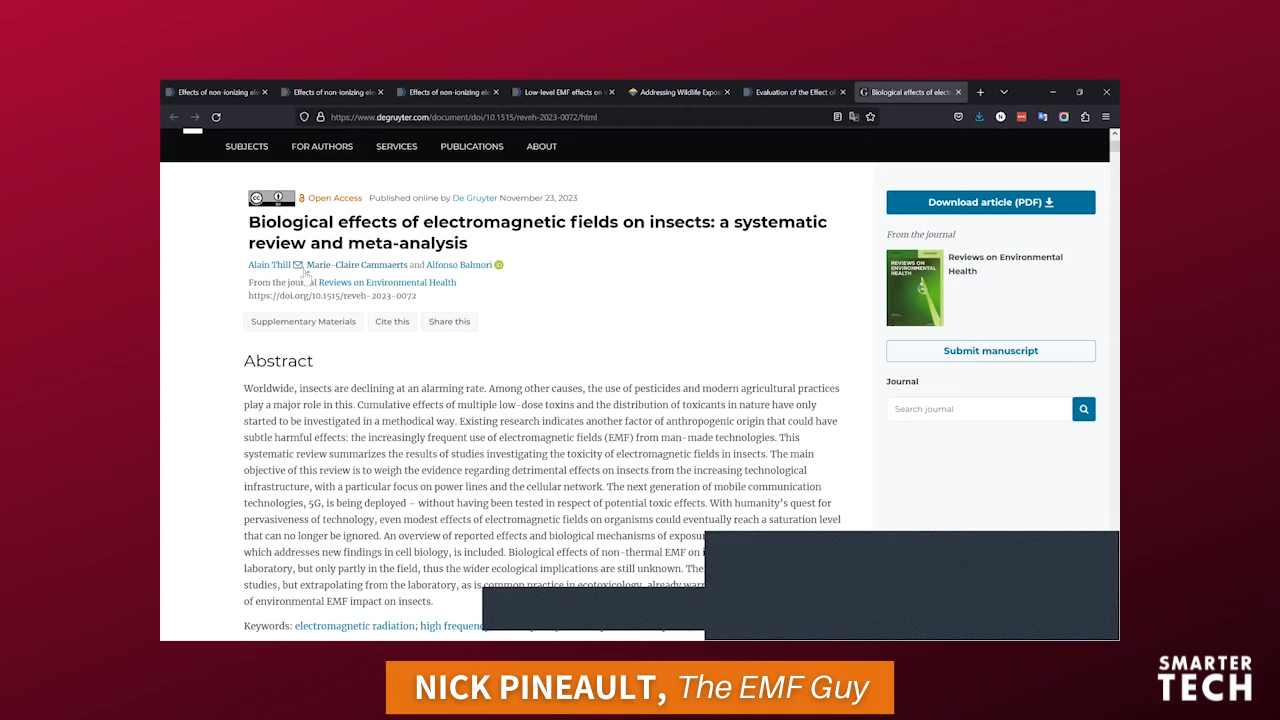 Effects of non-ionizing ele
Effects of non-ionizing ele
Effects of non-ionizing ele
Low-level EMF effects on w
Addressing Wildlife Expos
Evaluation of the Effect of
Biological effects of electr
https://www.degruyter.com/document/doi/10.1515/reveh-2023-0072/html
SUBJECTS FOR AUTHORS SERVICES PUBLICATIONS ABOUT
Open Access Published online by De Gruyter November 23, 2023
Biological effects of electromagnetic fields on insects: a systematic
review and meta-analysis
Alain Thill, Marie-Claire Cammaerts and Alfonso Balmori
From the journal Reviews on Environmental Health
https://doi.org/10.1515/reveh-2023-0072
Supplementary Materials Cite this Share this
Abstract
Worldwide, insects are declining at an alarming rate. Among other causes, the use of pesticides and modern agricultural practices
play a major role in this. Cumulative effects of multiple low-dose toxins and the distribution of toxicants in nature have only
started to be investigated in a methodical way. Existing research indicates another factor of anthropogenic origin that could have
subtle harmful effects: the increasingly frequent use of electromagnetic fields (EMF) from man-made technologies. This
systematic review summarizes the results of studies investigating the toxicity of electromagnetic fields in insects. The main
objective of this review is to weigh the evidence regarding detrimental effects on insects from the increasing technological
infrastructure, with a particular focus on power lines and the cellular network. The next generation of mobile communication
technologies, 5G, is being deployed – without having been tested in respect of potential toxic effects. With humanity's quest for
pervasiveness of technology, even modest effects of electromagnetic fields on organisms could eventually reach a saturation level
that can no longer be ignored. An overview of reported effects and biological mechanisms of exposu
which addresses new findings in cell biology, is included. Biological effects of non-thermal EMF on i
laboratory, but only partly in the field, thus the wider ecological implications are still unknown. The
studies, but extrapolating from the laboratory, as is common practice in ecotoxicology, already warr
of environmental EMF impact on insects.
Keywords: electromagnetic radiation; high frequenc
Download article (PDF)
From the journal
REVIEWS ON ENVIRONMENTAL HEALTH
Reviews on Environmental
Health
Submit manuscript
Journal
Search journal
NICK PINEAULT, The EMF Guy
SMARTER
TECH